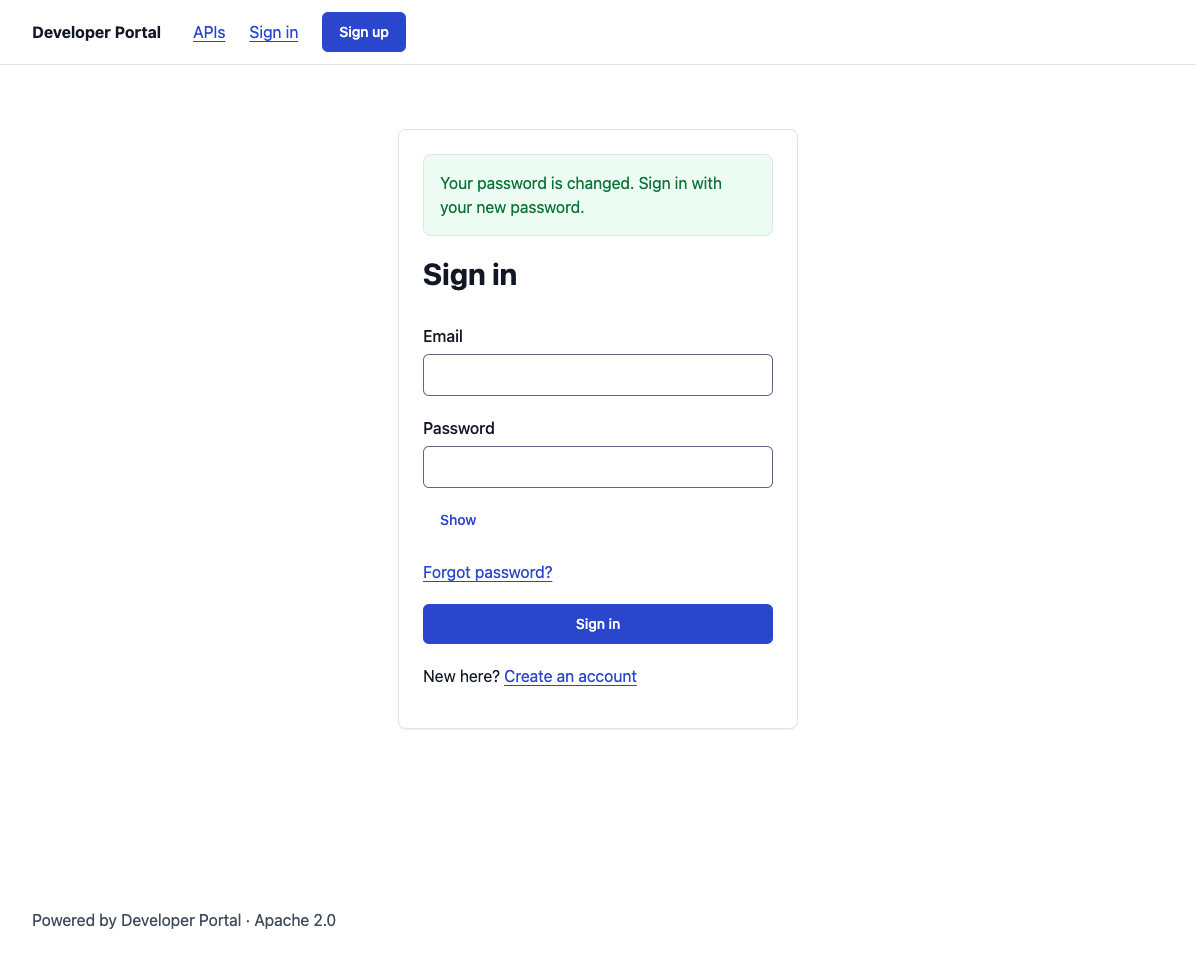 Developer Portal APIs Sign in Sign up
Your password is changed. Sign in with
your new password.
Sign in
Email
Password
Show
Forgot password?
Sign in
New here? Create an account
Powered by Developer Portal · Apache 2.0